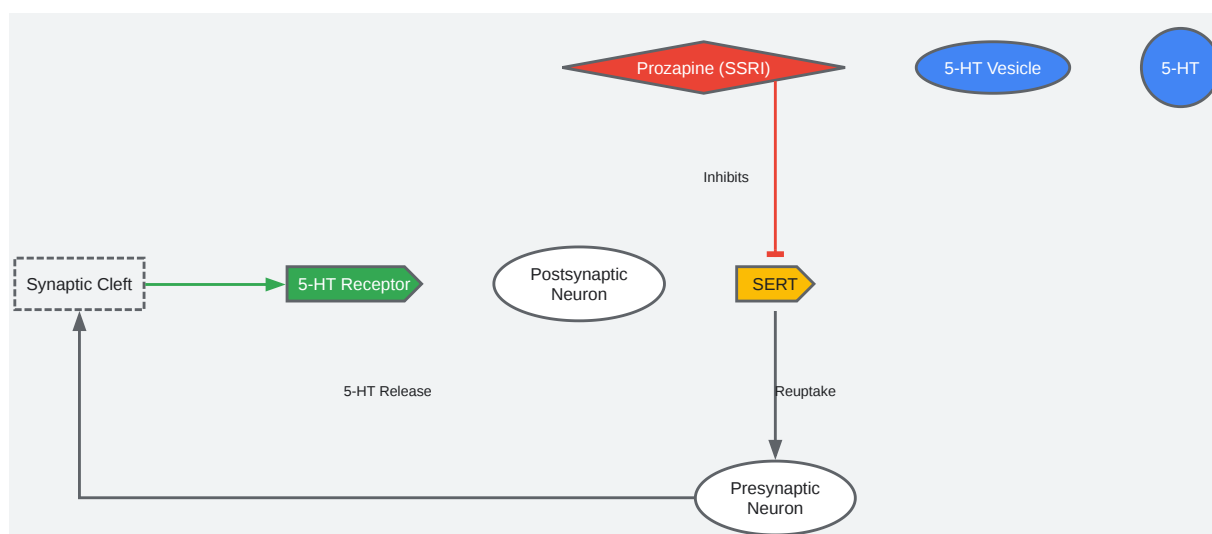 Prozapine (SSRI)
5-HT Vesicle
5-HT
Inhibits
Synaptic Cleft
5-HT Receptor
Postsynaptic
Neuron
SERT
5-HT Release
Reuptake
Presynaptic
Neuron